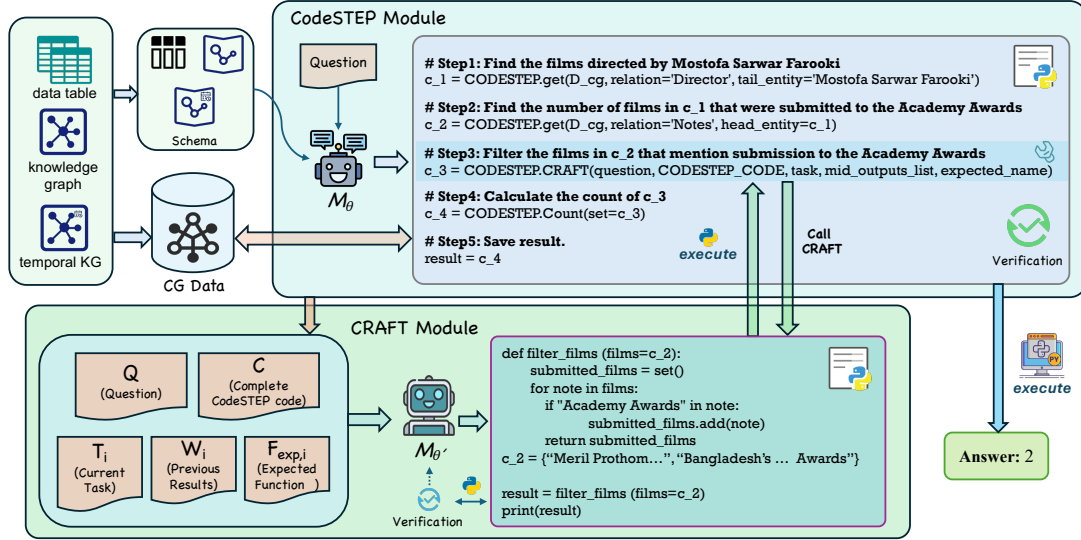 CodeSTEP Module
data table
knowledge
graph
temporal KG
Schema
CG Data
Question
M_θ
# Step1: Find the films directed by Mostofa Sarwar Farooki
c_1 = CODESTEP.get(D_cg, relation='Director', tail_entity='Mostofa Sarwar Farooki')
# Step2: Find the number of films in c_1 that were submitted to the Academy Awards
c_2 = CODESTEP.get(D_cg, relation='Notes', head_entity=c_1)
# Step3: Filter the films in c_2 that mention submission to the Academy Awards
c_3 = CODESTEP.CRAFT(question, CODESTEP_CODE, task, mid_outputs_list, expected_name)
# Step4: Calculate the count of c_3
c_4 = CODESTEP.Count(set=c_3)
# Step5: Save result.
result = c_4
execute
Call
CRAFT
Verification
CRAFT Module
Q
(Question)
C
(Complete
CodeSTEP code)
T_i
(Current
Task)
W_i
(Previous
Results)
F_exp,i
(Expected
Function
)
M_θ′
Verification
def filter_films (films=c_2):
submitted_films = set()
for note in films:
if "Academy Awards" in note:
submitted_films.add(note)
return submitted_films
c_2 = {“Meril Prothom…”, “Bangladesh's … Awards”}
result = filter_films (films=c_2)
print(result)
PY
execute
Answer: 2